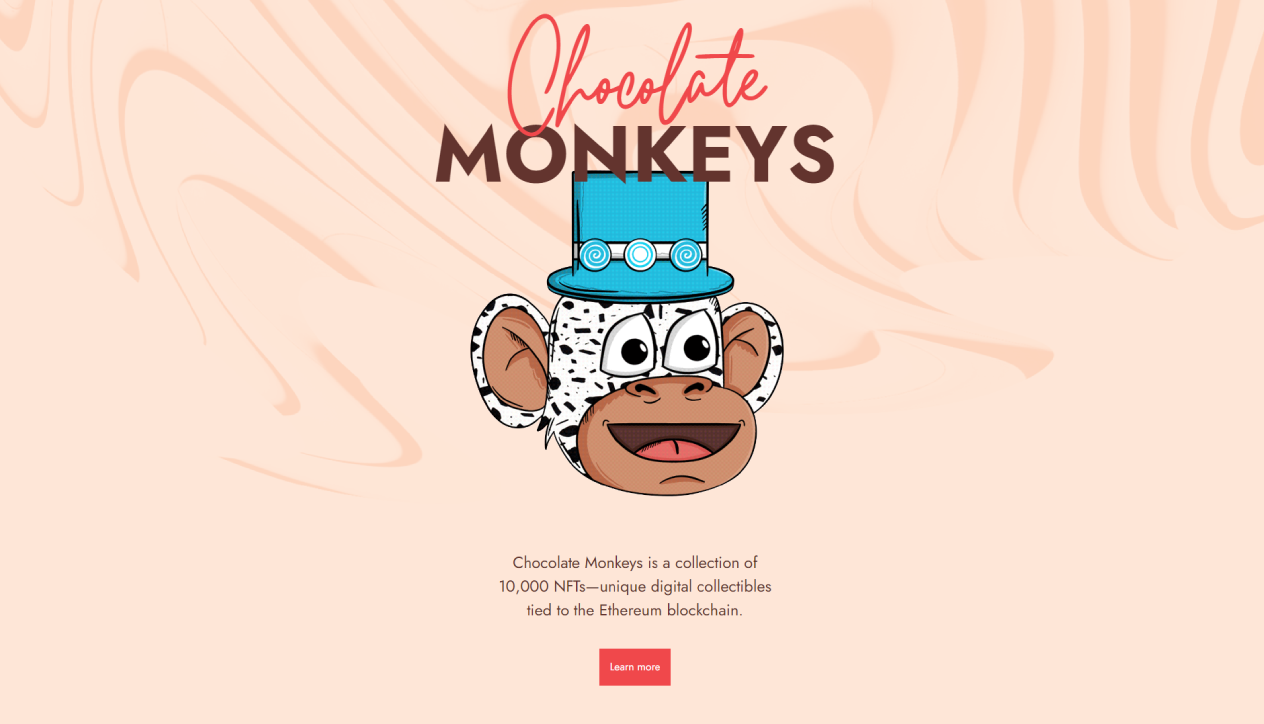 Chocolate
MONKEYS
Chocolate Monkeys is a collection of
10,000 NFTs—unique digital collectibles
tied to the Ethereum blockchain.
Learn more